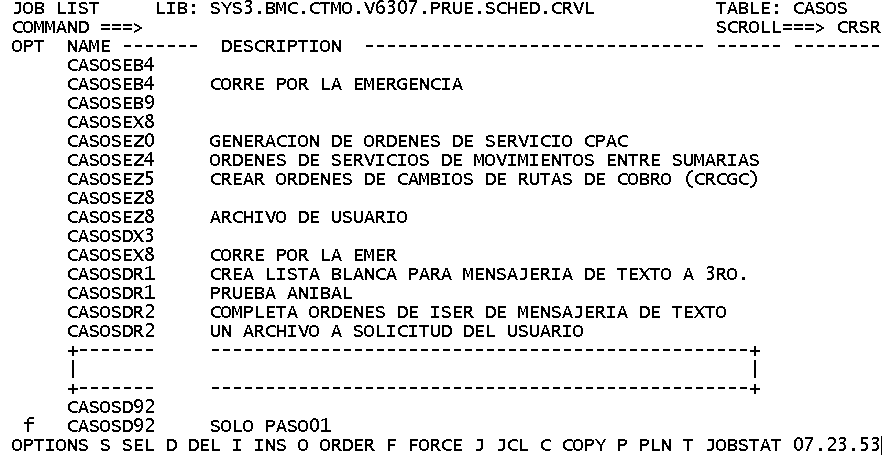 JOB LIST     LIB: SYS3.BMC.CTMO.V6307.PRUE.SCHED.CRVL          TABLE: CASOS
COMMAND ===>                                                   SCROLL===> CRSR
OPT  NAME -------  DESCRIPTION  ------------------------------- ------ --------
CASOSEB4
CASOSEB4     CORRE POR LA EMERGENCIA
CASOSEB9
CASOSEX8
CASOSEZ0     GENERACION DE ORDENES DE SERVICIO CPAC
CASOSEZ4     ORDENES DE SERVICIOS DE MOVIMIENTOS ENTRE SUMARIAS
CASOSEZ5     CREAR ORDENES DE CAMBIOS DE RUTAS DE COBRO (CRCGC)
CASOSEZ8
CASOSEZ8     ARCHIVO DE USUARIO
CASOSDX3
CASOSEX8     CORRE POR LA EMER
CASOSDR1     CREA LISTA BLANCA PARA MENSAJERIA DE TEXTO A 3RO.
CASOSDR1     PRUEBA ANIBAL
CASOSDR2     COMPLETA ORDENES DE ISER DE MENSAJERIA DE TEXTO
CASOSDR2     UN ARCHIVO A SOLICITUD DEL USUARIO
+-------     -------------------------------------------------+
|                                                             |
+-------     -------------------------------------------------+
CASOSD92
f   CASOSD92     SOLO PASO01
OPTIONS S SEL D DEL I INS O ORDER F FORCE J JCL C COPY P PLN T JOBSTAT 07.23.53